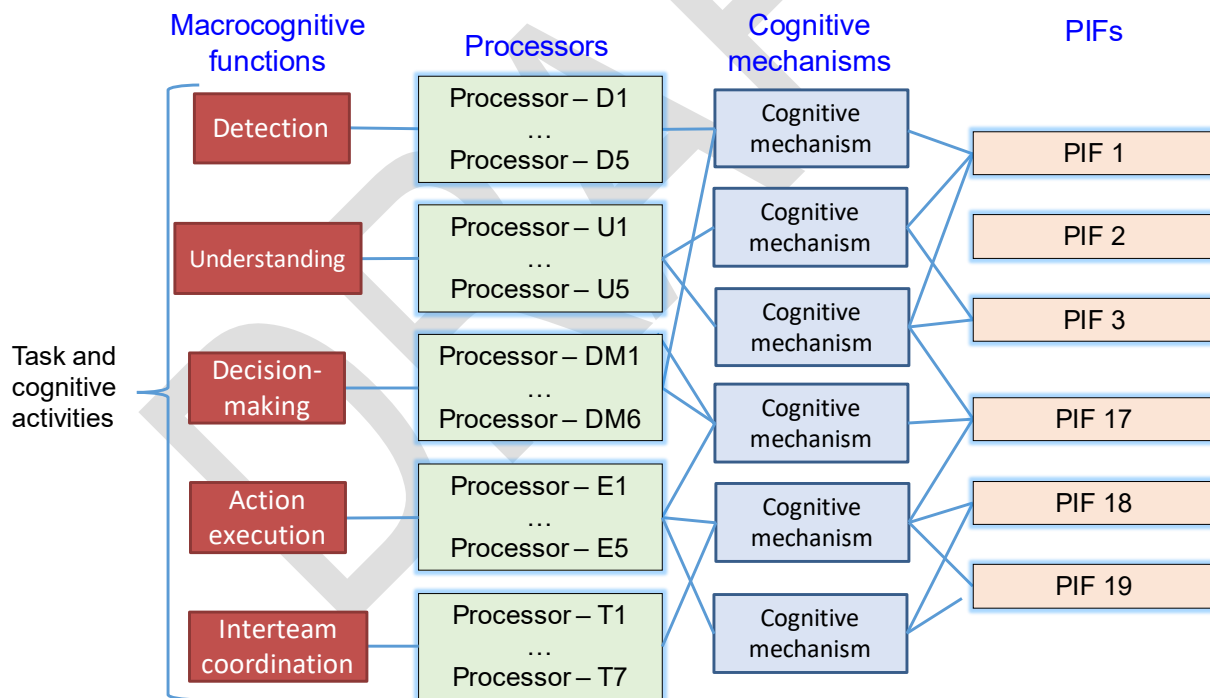 Macrocognitive
functions
Processors
Cognitive
mechanisms
PIFs
Task and
cognitive
activities
Detection
Understanding
Decision-
making
Action
execution
Interteam
coordination
Processor – D1
…
Processor – D5
Processor – U1
…
Processor – U5
Processor – DM1
…
Processor – DM6
Processor – E1
…
Processor – E5
Processor – T1
…
Processor – T7
Cognitive
mechanism
Cognitive
mechanism
Cognitive
mechanism
Cognitive
mechanism
Cognitive
mechanism
Cognitive
mechanism
PIF 1
PIF 2
PIF 3
PIF 17
PIF 18
PIF 19
DRAF